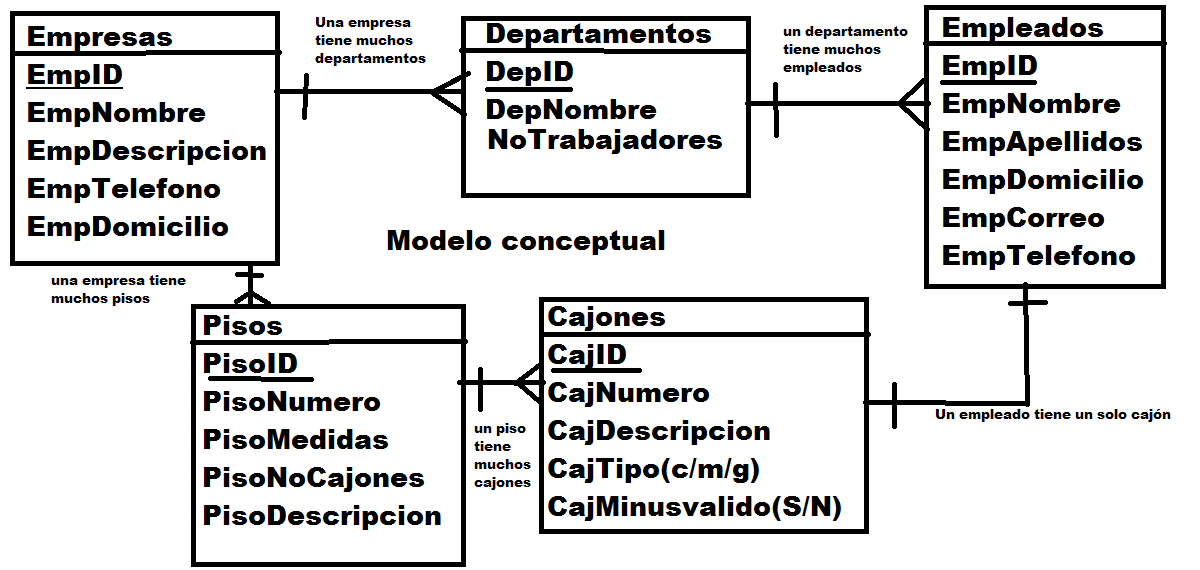 Empresas
EmpID
EmpNombre
EmpDescripcion
EmpTelefono
EmpDomicilio
Una empresa
tiene muchos
departamentos
Departamentos
DepID
DepNombre
NoTrabajadores
un departamento
tiene muchos
empleados
Empleados
EmpID
EmpNombre
EmpApellidos
EmpDomicilio
EmpCorreo
EmpTelefono
Modelo conceptual
una empresa tiene
muchos pisos
Pisos
PisoID
PisoNumero
PisoMedidas
PisoNoCajones
PisoDescripcion
un piso
tiene
muchos
cajones
Cajones
CajID
CajNumero
CajDescripcion
CajTipo(c/m/g)
CajMinusvalido(S/N)
Un empleado tiene un solo cajón